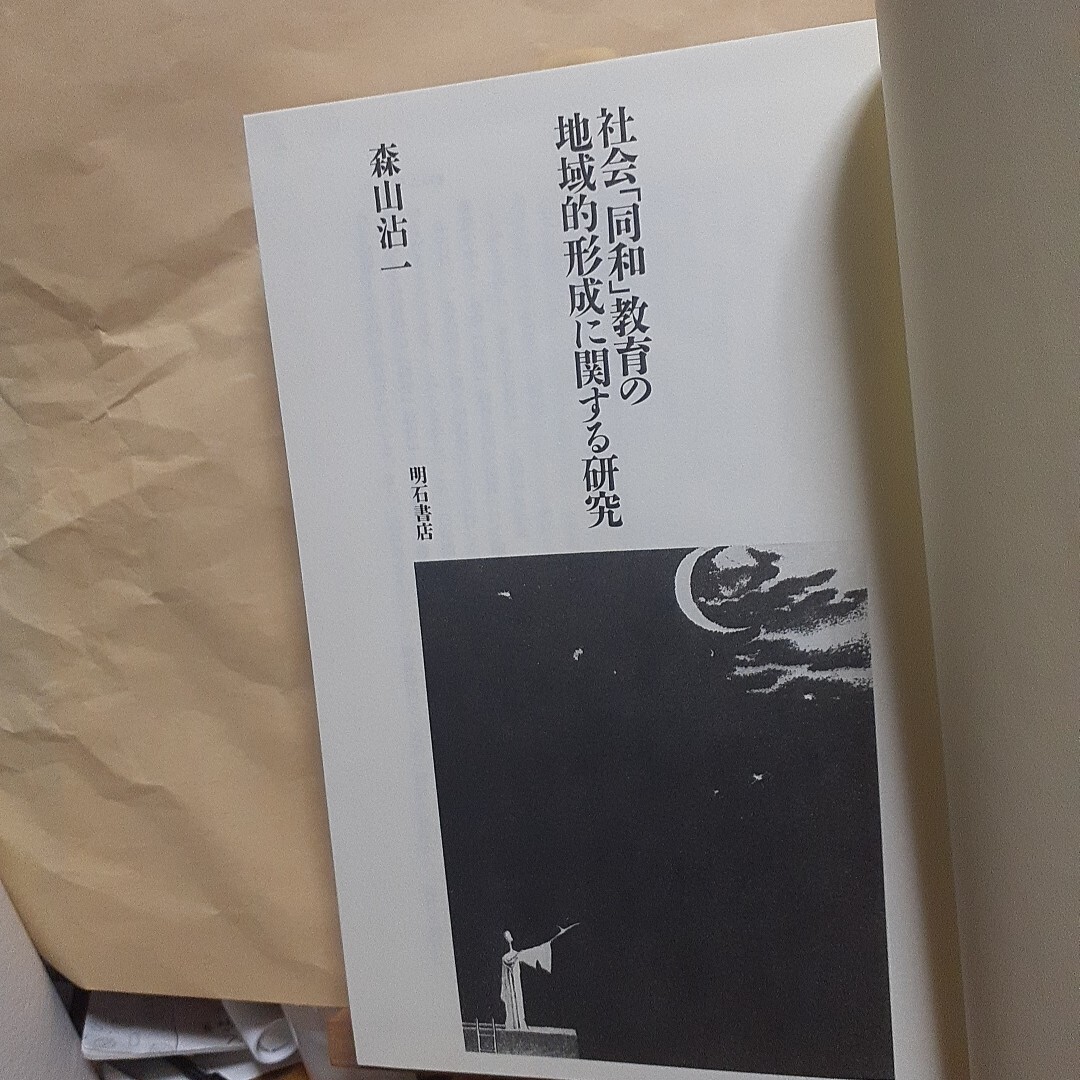 社会「同和」教育の
地域的形成に関する研究
森山沾一
明石書店